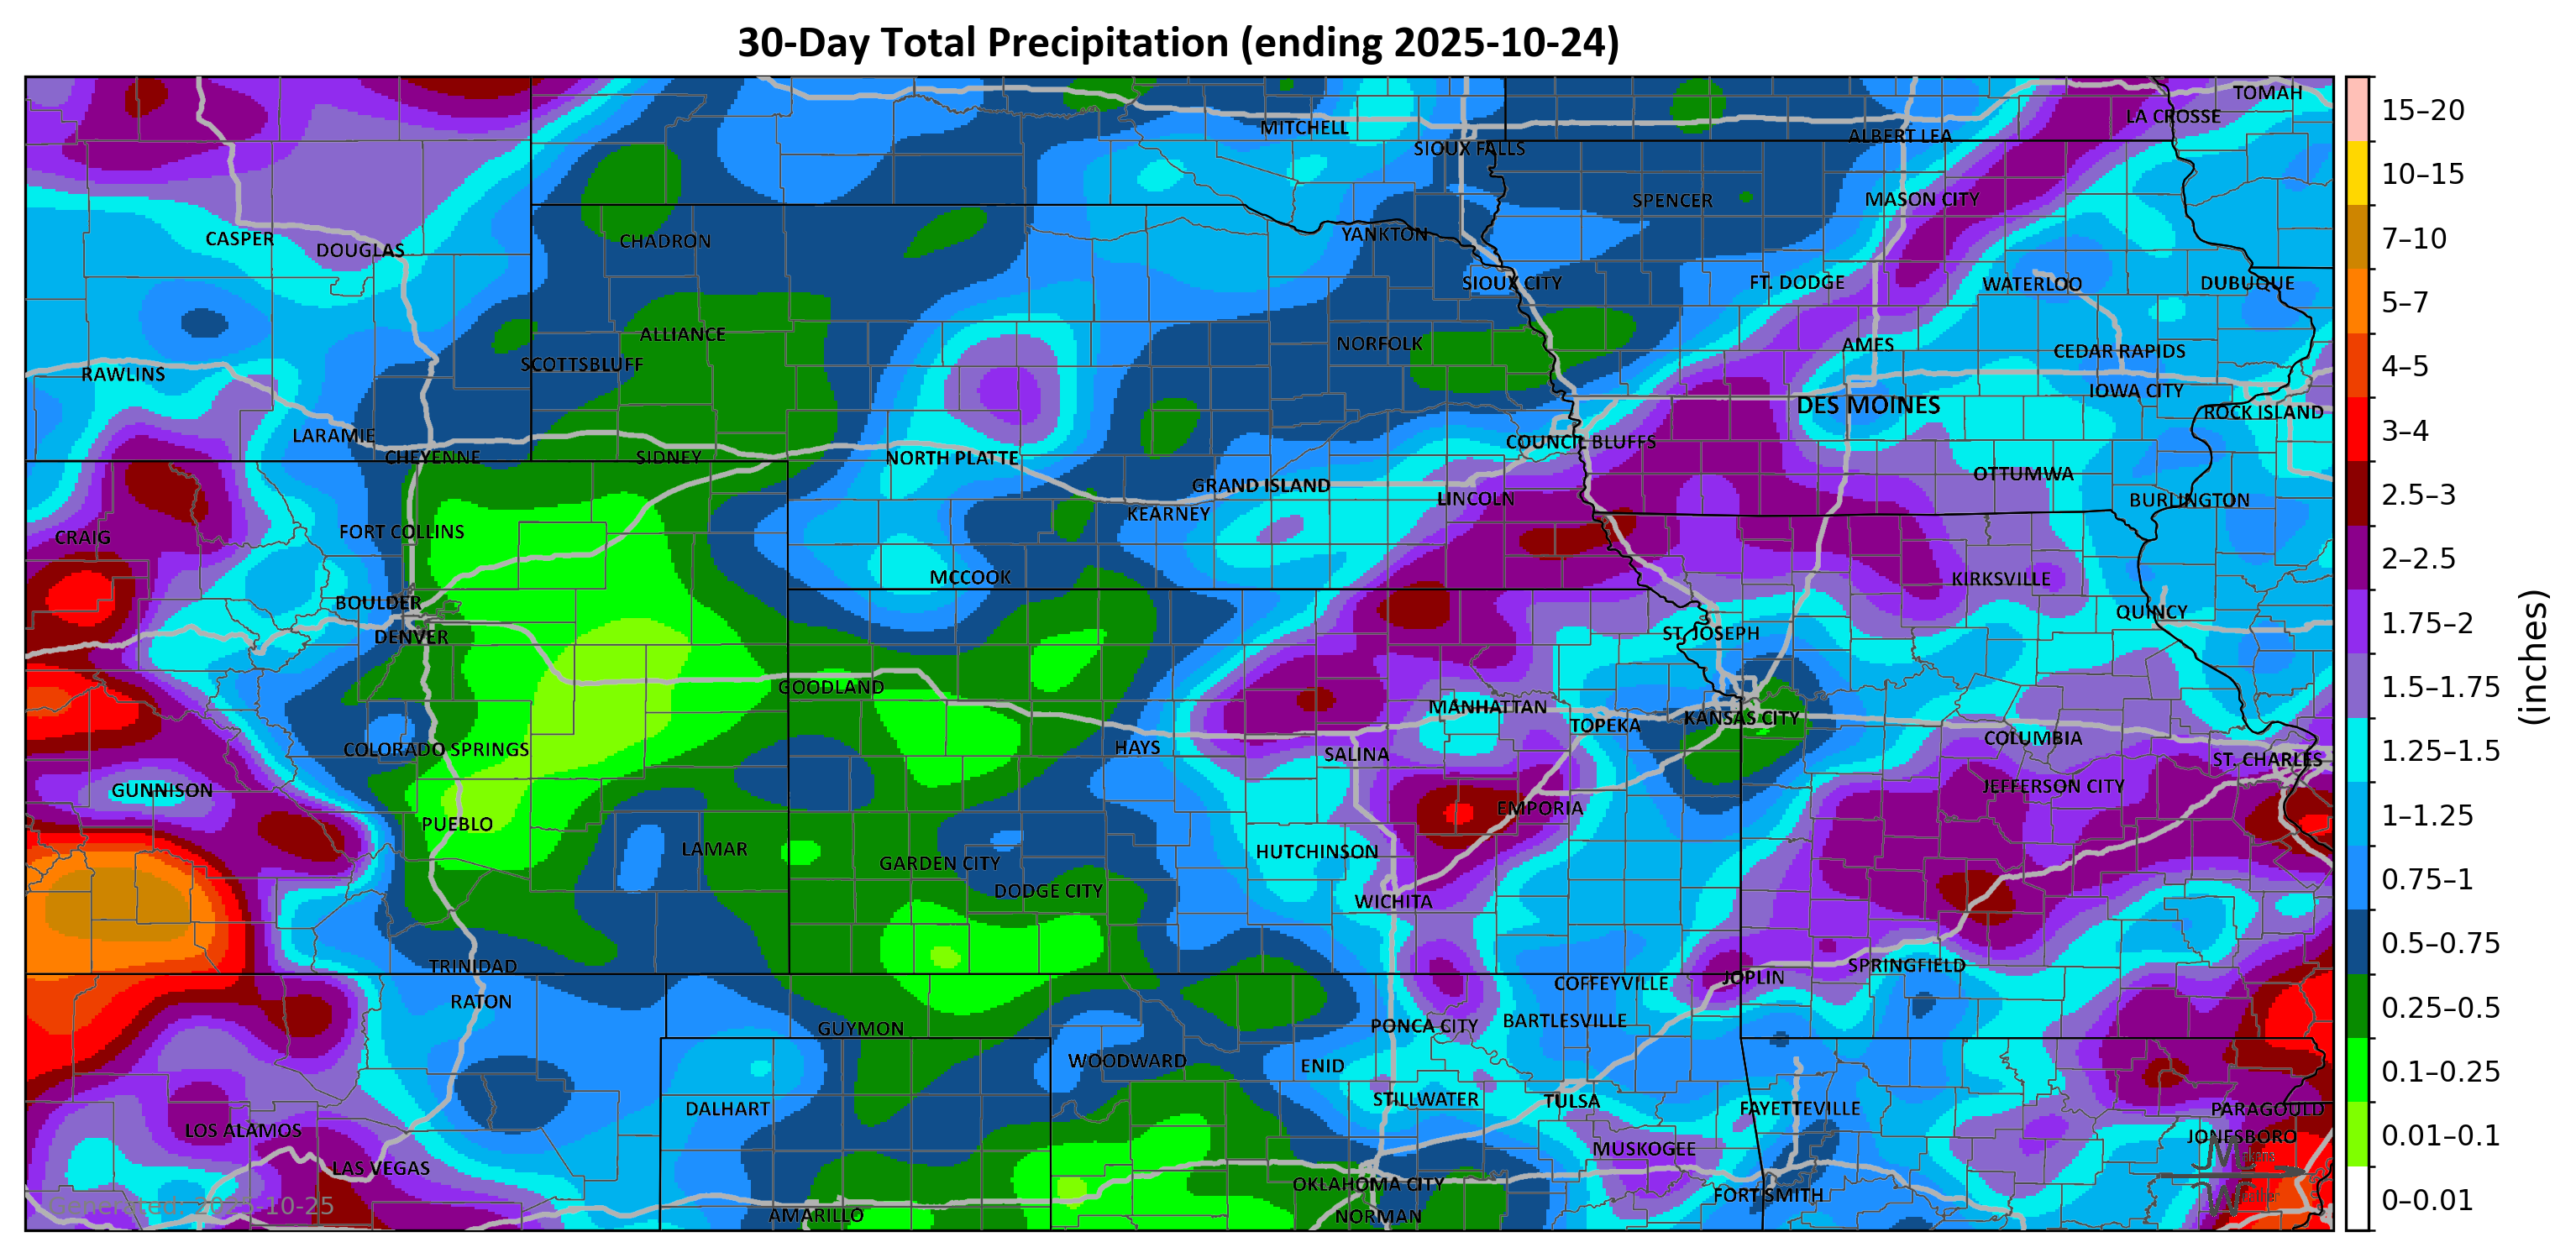 30-Day Total Precipitation (ending 2025-10-24)
TOMAH
LA CROSSE
MITCHELL
ALBERT LEA
SIOUX FALLS
SPENCER
MASON CITY
YANKTON
CASPER
DOUGLAS
CHADRON
SIOUX CITY
FT. DODGE
WATERLOO
DUBUQUE
ALLIANCE
NORFOLK
AMES
CEDAR RAPIDS
SCOTTSBLUFF
RAWLINS
IOWA CITY
DES MOINES
ROCK ISLAND
LARAMIE
COUNCIL BLUFFS
CHEYENNE
SIDNEY
NORTH PLATTE
OTTUMWA
GRAND ISLAND
LINCOLN
BURLINGTON
KEARNEY
FORT COLLINS
CRAIG
MCCOOK
KIRKSVILLE
BOULDER
QUINCY
DENVER
ST. JOSEPH
GOODLAND
MANHATTAN
KANSAS CITY
TOPEKA
COLUMBIA
COLORADO SPRINGS
HAYS
SALINA
ST. CHARLES
GUNNISON
JEFFERSON CITY
EMPORIA
PUEBLO
LAMAR
HUTCHINSON
GARDEN CITY
DODGE CITY
WICHITA
TRINIDAD
SPRINGFIELD
JOPLIN
COFFEYVILLE
RATON
BARTLESVILLE
PONCA CITY
GUYMON
WOODWARD
ENID
STILLWATER
TULSA
DALHART
FAYETTEVILLE
PARAGOULD
LOS ALAMOS
JONESBORO
MUSKOGEE
LAS VEGAS
OKLAHOMA CITY
FORT SMITH
AMARILLO
NORMAN
Generated: 2025-10-25
15–20
10–15
7–10
5–7
4–5
3–4
2.5–3
2–2.5
1.75–2
1.5–1.75
1.25–1.5
1–1.25
0.75–1
0.5–0.75
0.25–0.5
0.1–0.25
0.01–0.1
0–0.01
(inches)